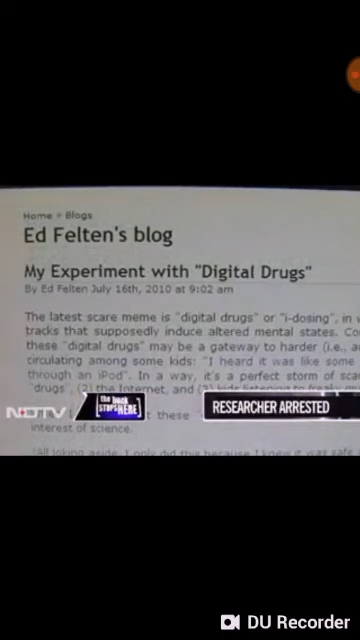 Home » Blogs
Ed Felten's blog
My Experiment with "Digital Drugs"
By Ed Felten July 16th, 2010 at 9:02 am
The latest scare meme is "digital drugs" or "i-dosing", in
tracks that supposedly induce altered mental states.
these "digital drugs" may be a gateway to harder (i.e.,
circulating among some kids: "I heard it was like some
through an iPod". In a way, it's a perfect storm of
"drugs", (2) the Internet, and
NDTV
the buck
stops HERE
these
RESEARCHER ARRESTED
interest of science.
DU Recorder